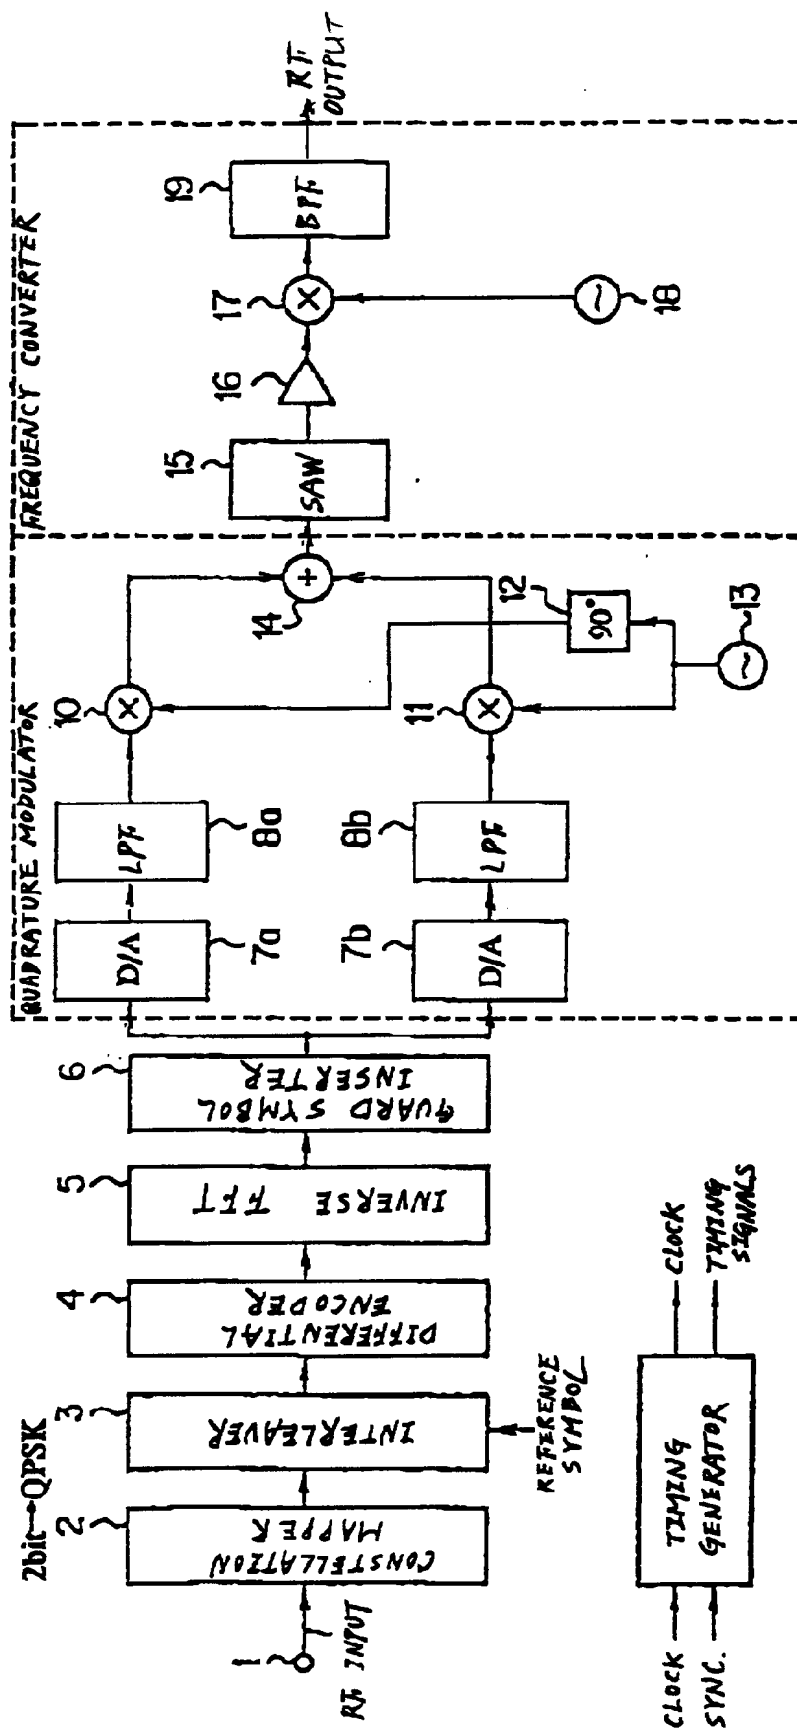 2bit→QPSK
1
RF INPUT
2
CONSTELLATION
MAPPER
3
INTERLEAVER
REFERENCE
SYMBOL
4
DIFFERENTIAL
ENCODER
5
INVERSE FFT
6
GUARD SYMBOL
INSERTER
QUADRATURE MODULATOR
D/A
7a
LPF
8a
10
D/A
7b
LPF
8b
11
12
90°
13
14
FREQUENCY CONVERTER
15
SAW
16
17
18
19
BPF
RF
OUTPUT
CLOCK
SYNC.
TIMING
GENERATOR
CLOCK
TIMING
SIGNALS